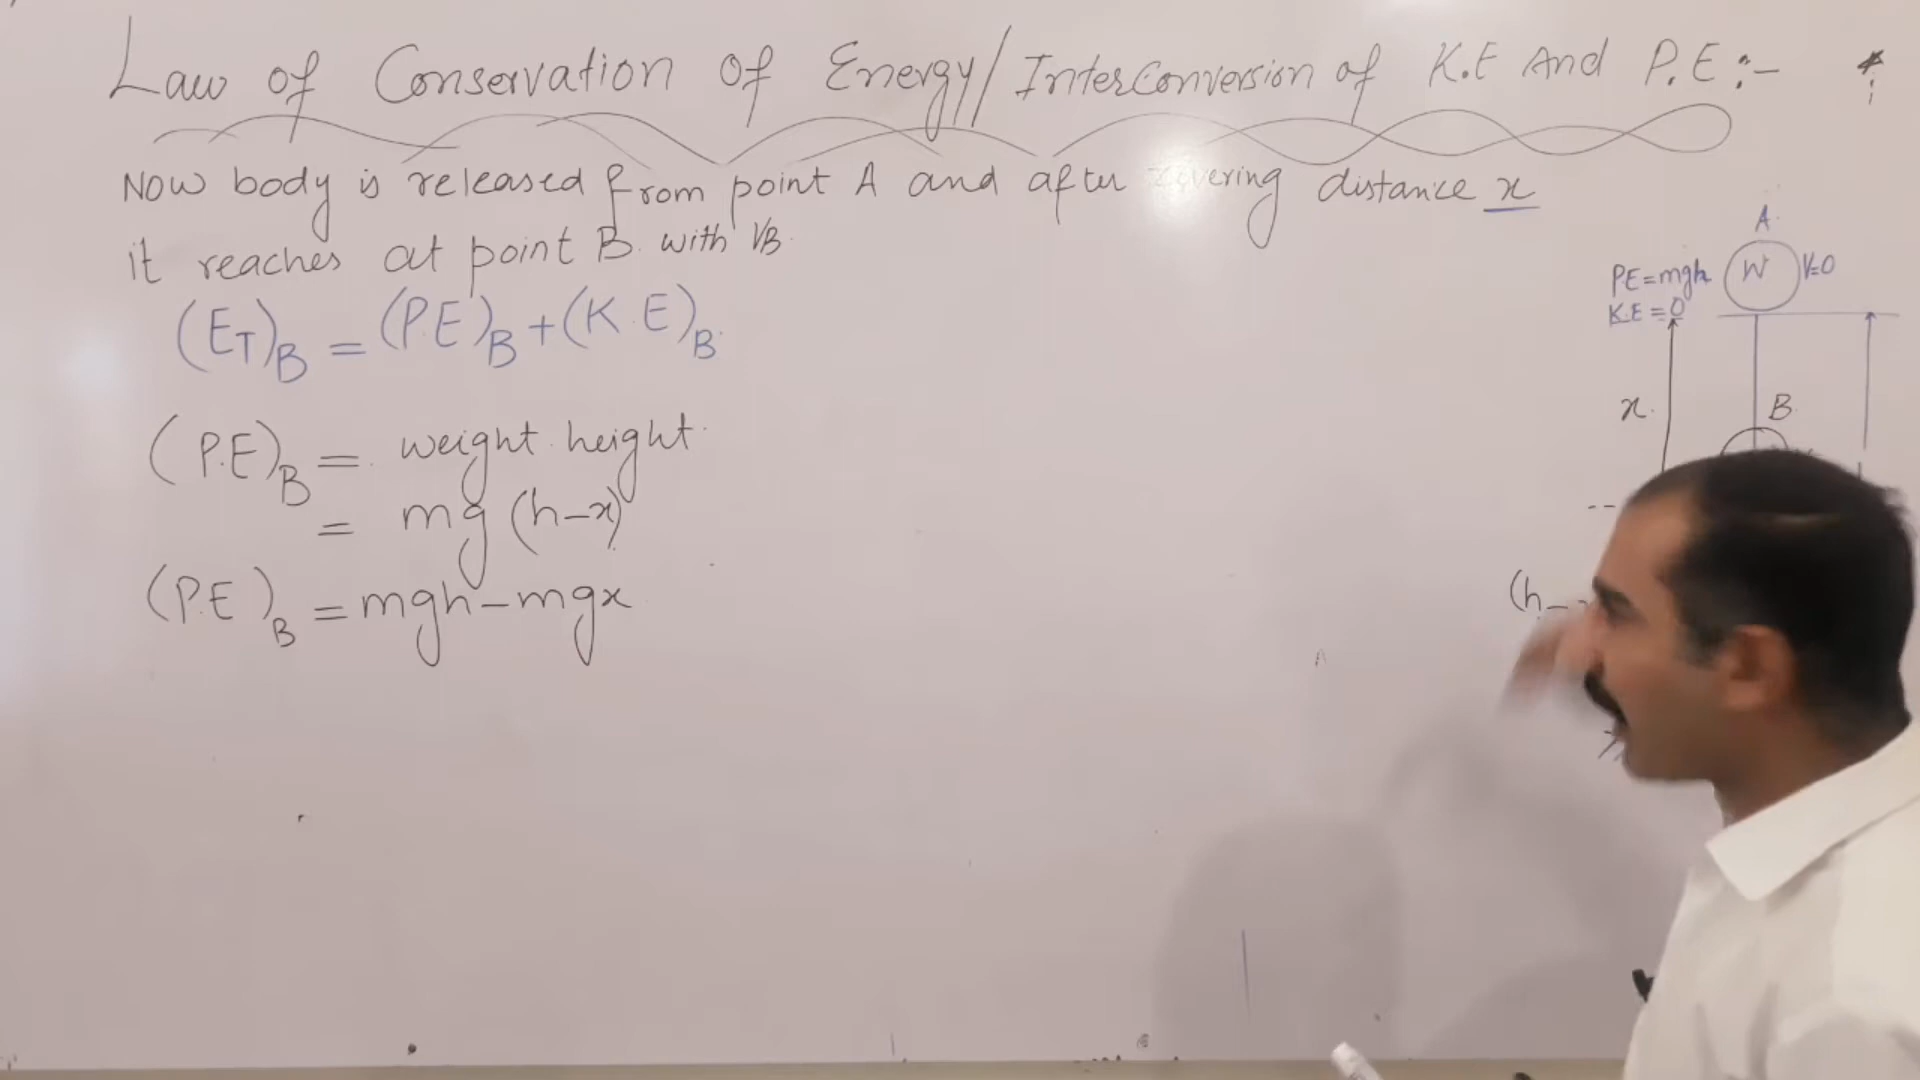 Law of Conservation of Energy/InterConversion of K.E And P.E :-
Now body is released from point A and after covering distance x
it reaches at point B. with VB.
(ET)B = (P.E)B + (K.E)B.
(P.E)B = weight . height.
= mg (h-x)
(P.E)B = mgh - mgx
A.
PE = mgh
W
V=0
K.E = 0
x.
B.
(h-